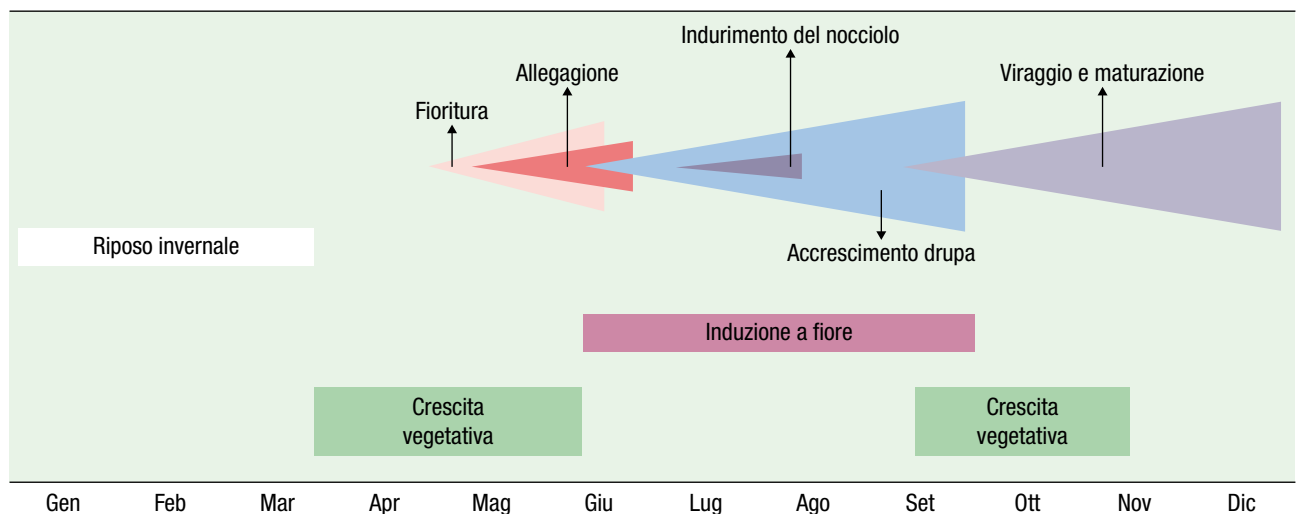 Indurimento del nocciolo
Allegagione
Viraggio e maturazione
Fioritura
Riposo invernale
Accrescimento drupa
Induzione a fiore
Crescita
vegetativa
Crescita
vegetativa
Gen Feb Mar Apr Mag Giu Lug Ago Set Ott Nov Dic